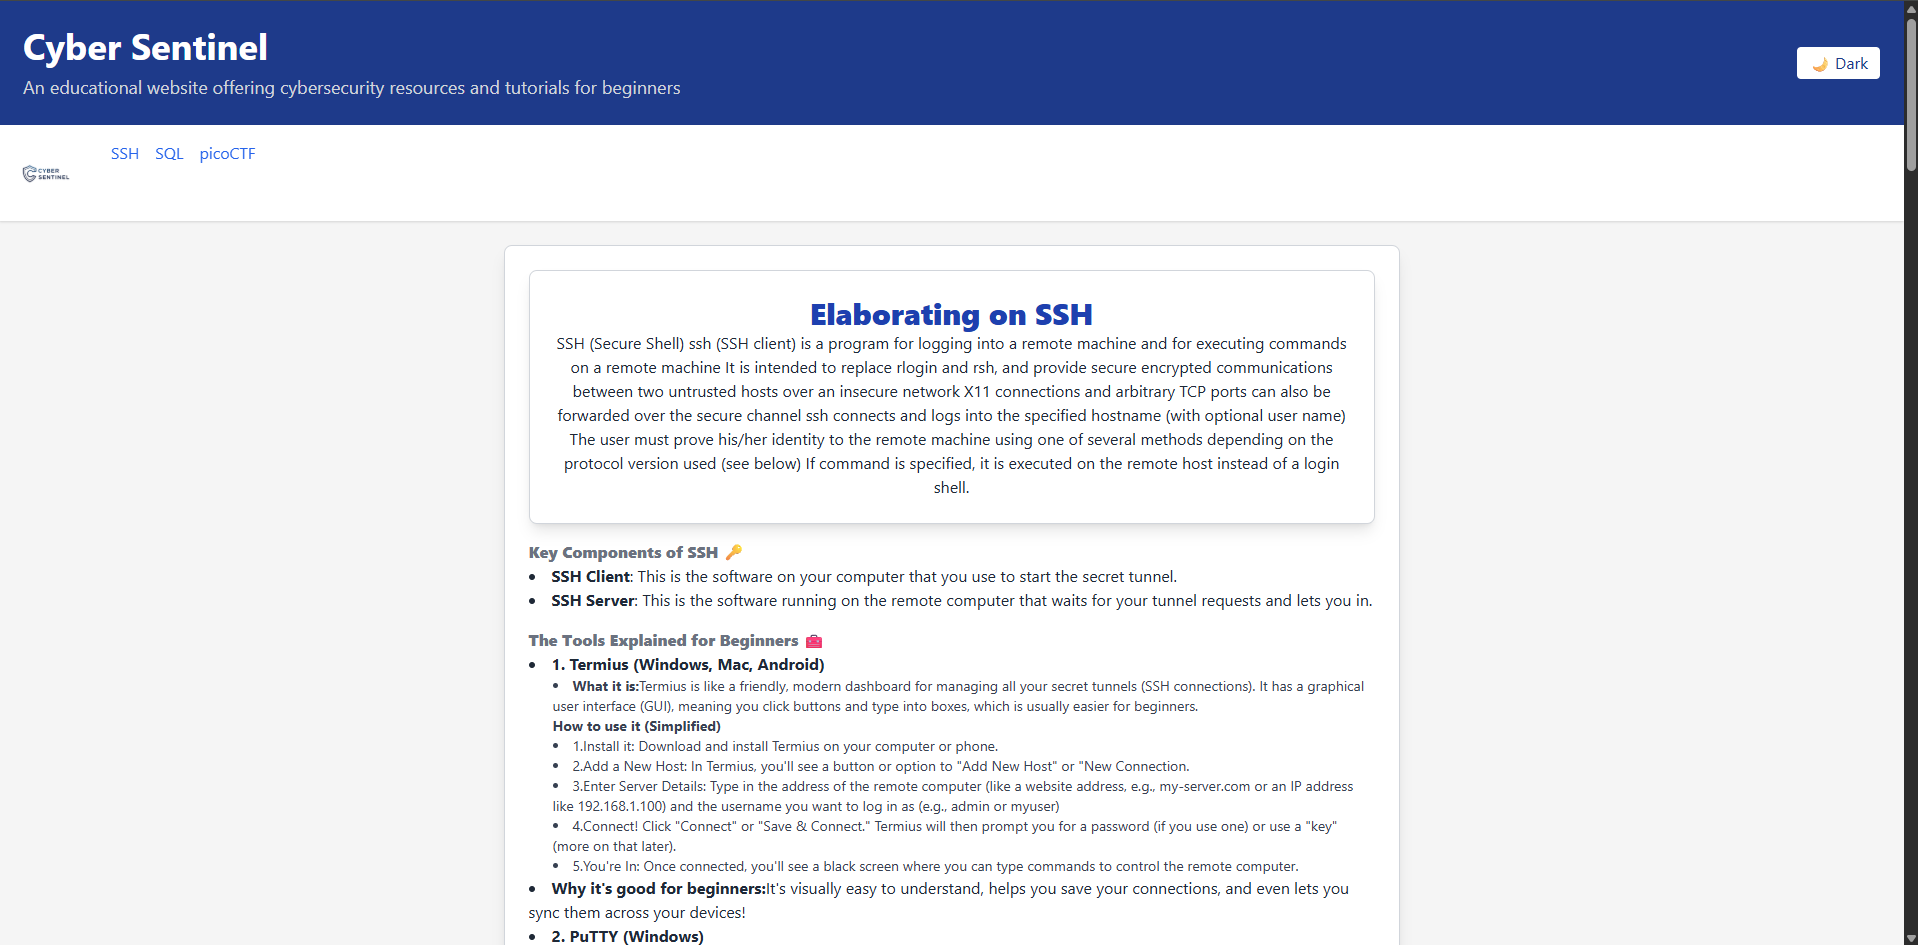 Cyber Sentinel
An educational website offering cybersecurity resources and tutorials for beginners
🌙 Dark
CYBER
SENTINEL
SSH SQL picoCTF
Elaborating on SSH
SSH (Secure Shell) ssh (SSH client) is a program for logging into a remote machine and for executing commands
on a remote machine It is intended to replace rlogin and rsh, and provide secure encrypted communications
between two untrusted hosts over an insecure network X11 connections and arbitrary TCP ports can also be
forwarded over the secure channel ssh connects and logs into the specified hostname (with optional user name)
The user must prove his/her identity to the remote machine using one of several methods depending on the
protocol version used (see below) If command is specified, it is executed on the remote host instead of a login
shell.
Key Components of SSH 🔑
• SSH Client: This is the software on your computer that you use to start the secret tunnel.
• SSH Server: This is the software running on the remote computer that waits for your tunnel requests and lets you in.
The Tools Explained for Beginners 🧰
• 1. Termius (Windows, Mac, Android)
• What it is:Termius is like a friendly, modern dashboard for managing all your secret tunnels (SSH connections). It has a graphical
user interface (GUI), meaning you click buttons and type into boxes, which is usually easier for beginners.
How to use it (Simplified)
• 1.Install it: Download and install Termius on your computer or phone.
• 2.Add a New Host: In Termius, you'll see a button or option to "Add New Host" or "New Connection.
• 3.Enter Server Details: Type in the address of the remote computer (like a website address, e.g., my-server.com or an IP address
like 192.168.1.100) and the username you want to log in as (e.g., admin or myuser)
• 4.Connect! Click "Connect" or "Save & Connect." Termius will then prompt you for a password (if you use one) or use a "key"
(more on that later).
• 5.You're In: Once connected, you'll see a black screen where you can type commands to control the remote computer.
• Why it's good for beginners:It's visually easy to understand, helps you save your connections, and even lets you
sync them across your devices!
• 2. PuTTY (Windows)